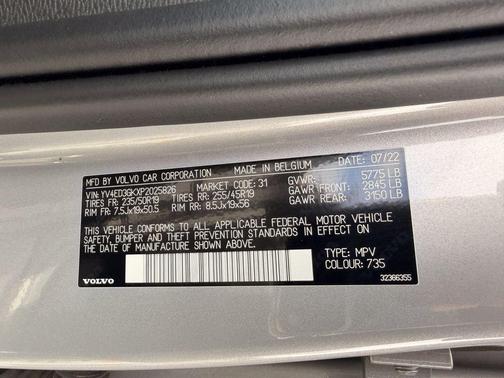 MFD BY VOLVO CAR CORPORATION MADE IN BELGIUM DATE: 07/22
VIN: YV4ED3GKXP2025826 MARKET CODE: 31 GVWR: 5775 LB
TIRES FR: 235/50R19 TIRES RR: 255/45R19 GAWR FRONT: 2845 LB
RIM FR: 7.5Jx19x50.5 RIM RR: 8.5Jx19x56 GAWR REAR: 3150 LB
THIS VEHICLE CONFORMS TO ALL APPLICABLE FEDERAL MOTOR VEHICLE
SAFETY, BUMPER AND THEFT PREVENTION STANDARDS IN EFFECT ON
THE DATE OF MANUFACTURE SHOWN ABOVE.
TYPE: MPV
COLOUR: 735
VOLVO 32366355